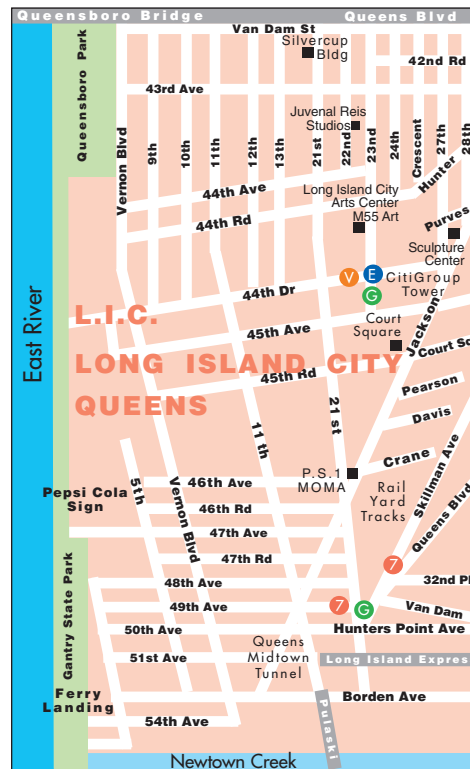 Queensboro Bridge
Queens Blvd
Van Dam St
Silvercup
Bldg
42nd Rd
Queensboro Park
43rd Ave
Juvenal Reis
Studios
Vernon Blvd
9th
10th
11th
12th
13th
21st
22nd
23nd
24th
Crescent
27th
28th
Hunter
44th Ave
Long Island City
Arts Center
M55 Art
44th Rd
Purves
Sculpture
Center
V
E
G
CitiGroup
Tower
44th Dr
East River
L.I.C.
LONG ISLAND CITY
QUEENS
45th Ave
Court
Square
Jackson
Court Sq
45th Rd
Pearson
Davis
21 st
11 th
Crane
P.S.1
MOMA
Rail
Yard
Tracks
Skillman Ave
Queens Blvd
5th
Vernon Blvd
46th Ave
Pepsi Cola
Sign
46th Rd
47th Ave
47th Rd
7
48th Ave
32nd Pl
49th Ave
7
G
Van Dam
50th Ave
Hunters Point Ave
Gantry State Park
51st Ave
Queens
Midtown
Tunnel
Long Island Expres
Ferry
Landing
Borden Ave
54th Ave
Pulaski
Newtown Creek